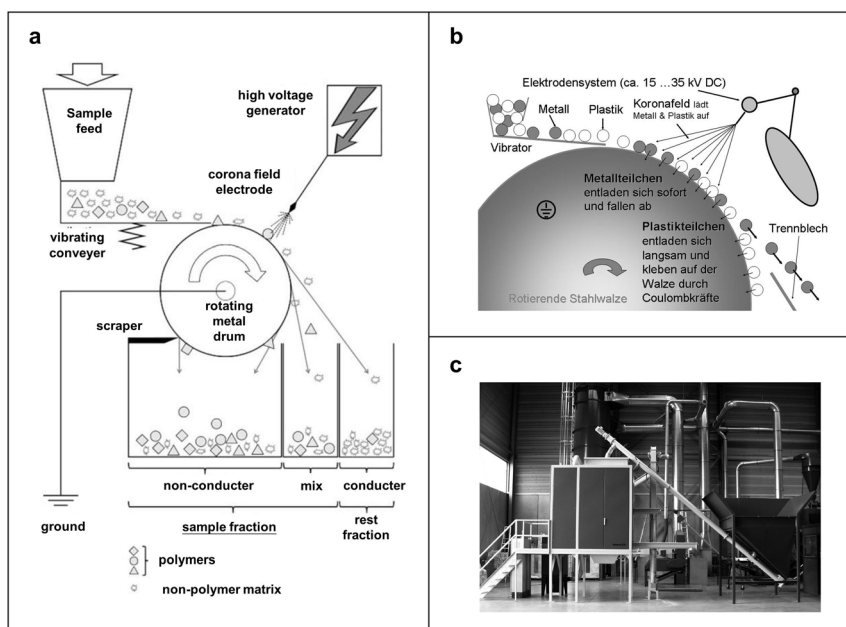 a
Sample
feed
high voltage
generator
corona field
electrode
vibrating
conveyer
rotating
metal
drum
scraper
non-conducter
mix
conducter
sample fraction
rest
fraction
ground
polymers
non-polymer matrix
b
Elektrodensystem (ca. 15 ...35 kV DC)
Metall
Plastik
Koronafeld lädt
Metall & Plastik auf
Vibrator
Metallteilchen
entladen sich sofort
und fallen ab
Plastikteilchen
entladen sich
langsam und
kleben auf der
Walze durch
Coulombkräfte
Trennblech
Rotierende Stahlwalze
c